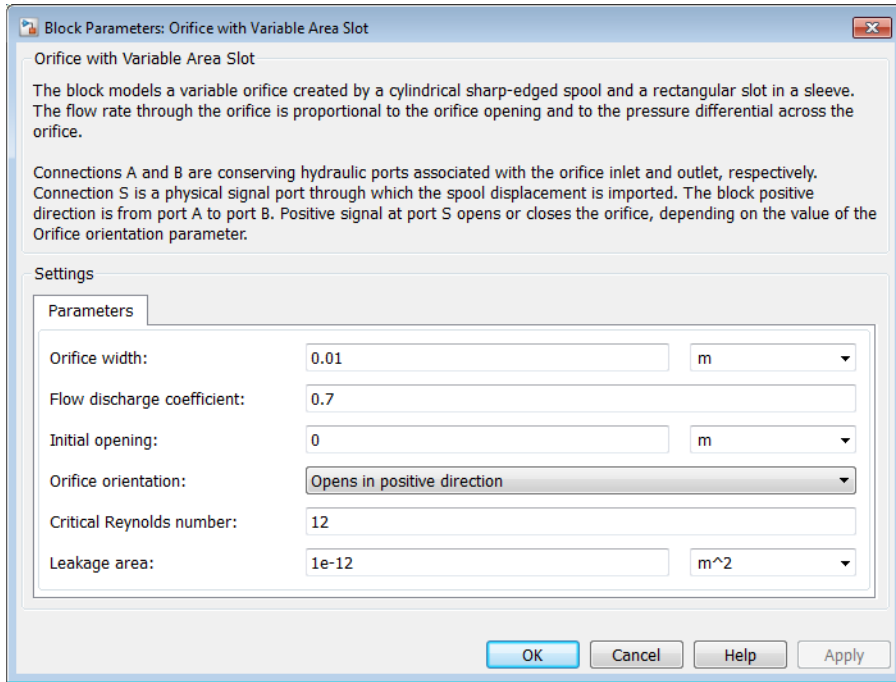 Block Parameters: Orifice with Variable Area Slot
Orifice with Variable Area Slot
The block models a variable orifice created by a cylindrical sharp-edged spool and a rectangular slot in a sleeve.
The flow rate through the orifice is proportional to the orifice opening and to the pressure differential across the
orifice.
Connections A and B are conserving hydraulic ports associated with the orifice inlet and outlet, respectively.
Connection S is a physical signal port through which the spool displacement is imported. The block positive
direction is from port A to port B. Positive signal at port S opens or closes the orifice, depending on the value of the
Orifice orientation parameter.
Settings
Parameters
Orifice width: 0.01 m
Flow discharge coefficient: 0.7
Initial opening: 0 m
Orifice orientation: Opens in positive direction
Critical Reynolds number: 12
Leakage area: 1e-12 m^2
OK Cancel Help Apply